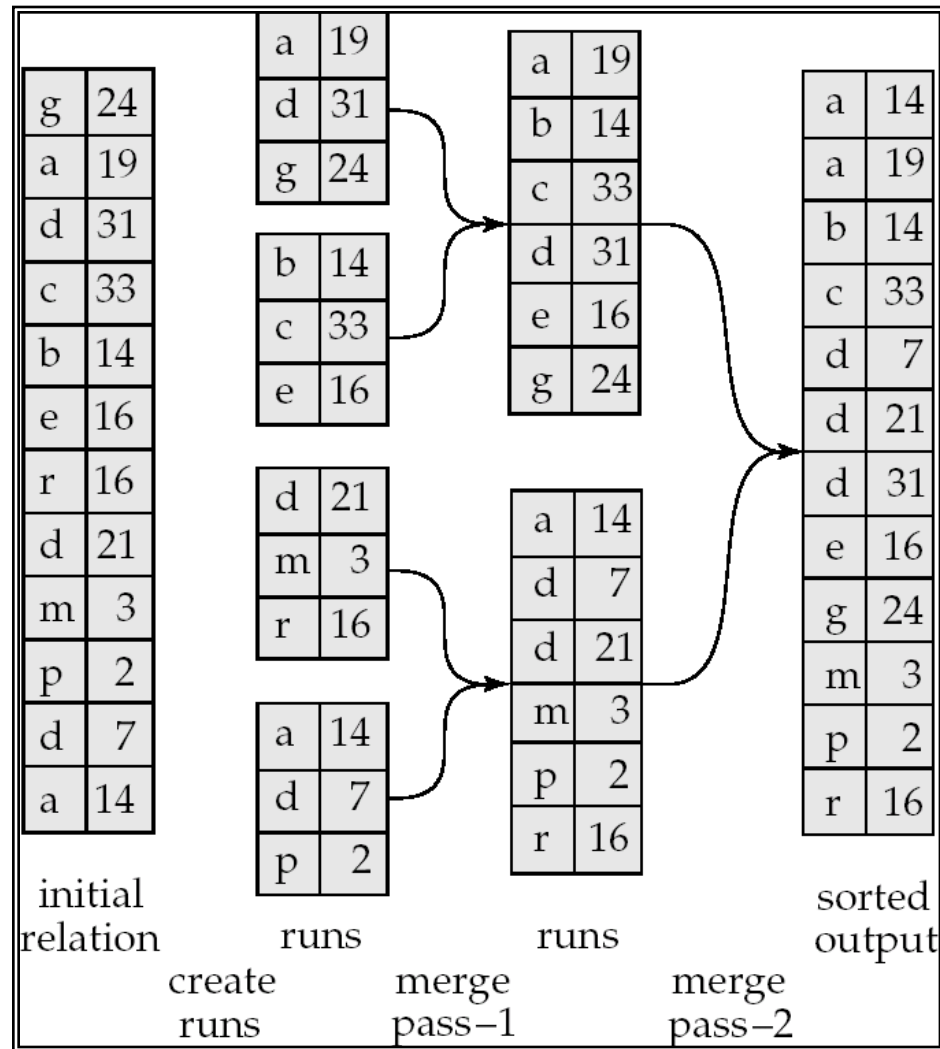 g 24
a 19
d 31
c 33
b 14
e 16
r 16
d 21
m 3
p 2
d 7
a 14
initial
relation
a 19
d 31
g 24
b 14
c 33
e 16
d 21
m 3
r 16
a 14
d 7
p 2
runs
a 19
b 14
c 33
d 31
e 16
g 24
a 14
d 7
d 21
m 3
p 2
r 16
runs
a 14
a 19
b 14
c 33
d 7
d 21
d 31
e 16
g 24
m 3
p 2
r 16
sorted
output
create
runs
merge
pass–1
merge
pass–2